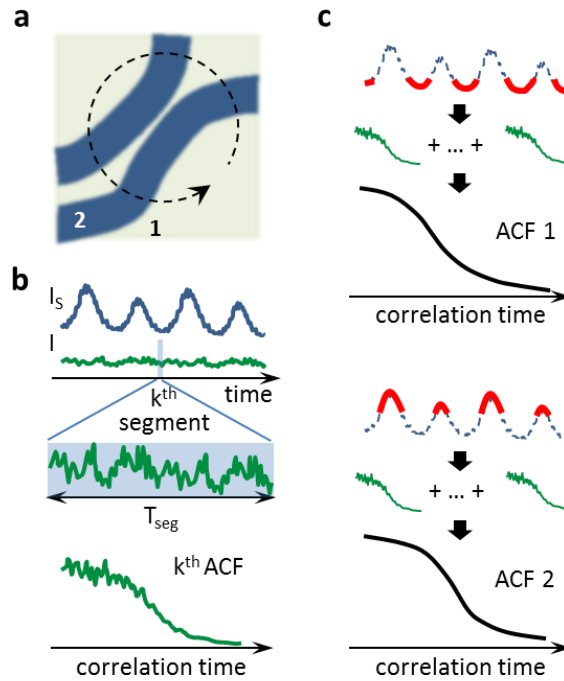 a
2
1
b
I_S
I
time
k^th
segment
T_seg
k^th ACF
correlation time
c
+ ... +
ACF 1
correlation time
+ ... +
ACF 2
correlation time